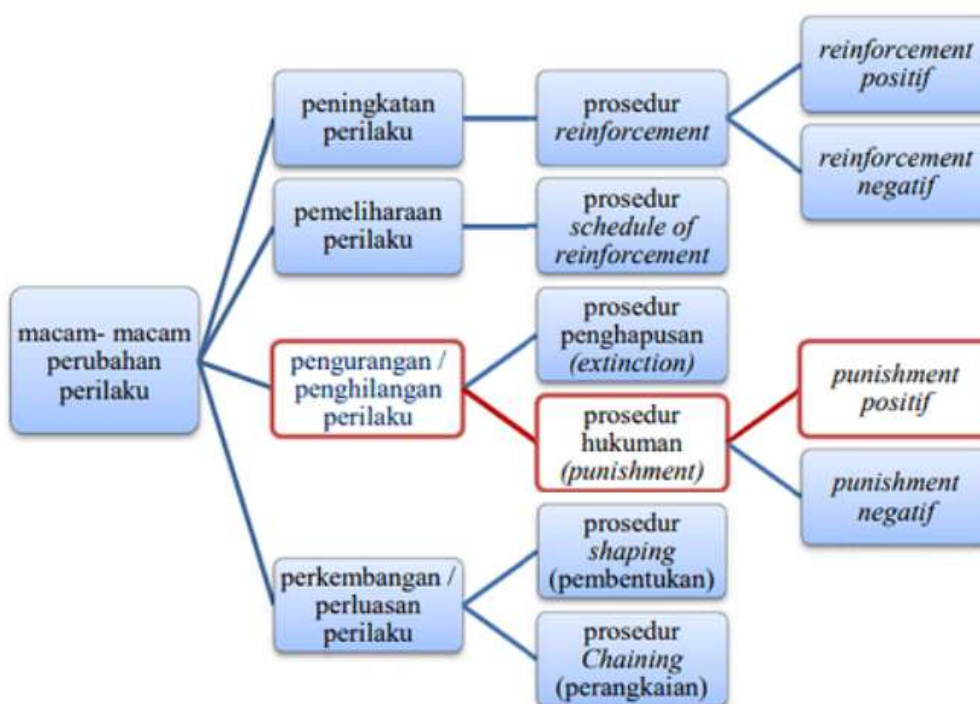 macam- macam
perubahan
perilaku
peningkatan
perilaku
prosedur
reinforcement
reinforcement
positif
reinforcement
negatif
pemeliharaan
perilaku
prosedur
schedule of
reinforcement
pengurangan /
penghilangan
perilaku
prosedur
penghapusan
(extinction)
prosedur
hukuman
(punishment)
punishment
positif
punishment
negatif
perkembangan /
perluasan
perilaku
prosedur
shaping
(pembentukan)
prosedur
Chaining
(perangkaian)